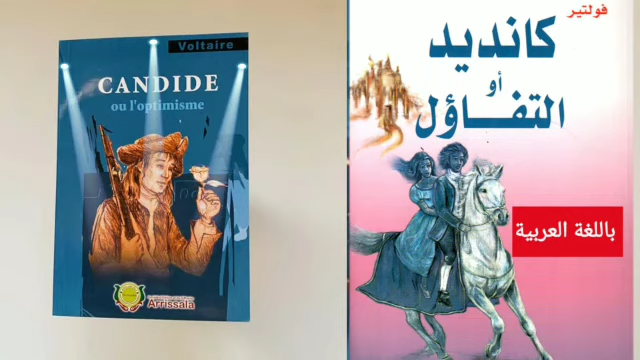 Voltaire
CANDIDE
ou l'optimisme
Arrissala
فولتير
كانديد
أو
التفاؤل
باللغة العربية